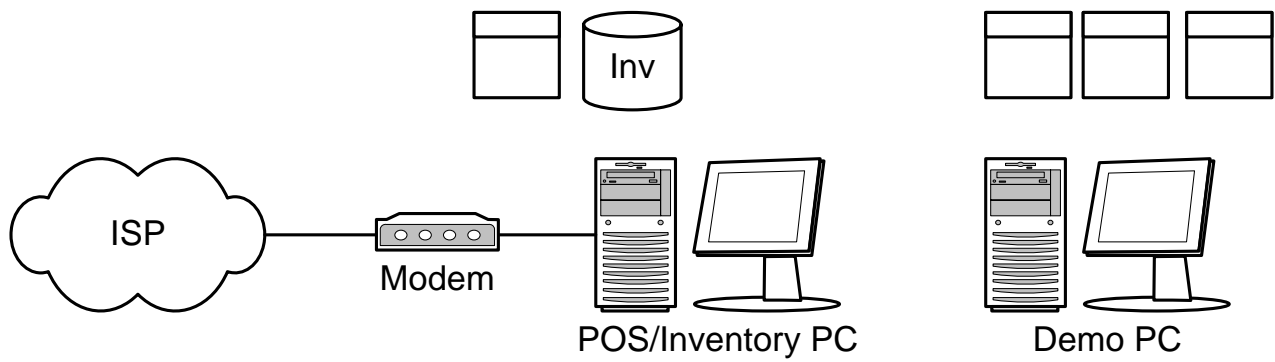 Inv
ISP
Modem
POS/Inventory PC
Demo PC